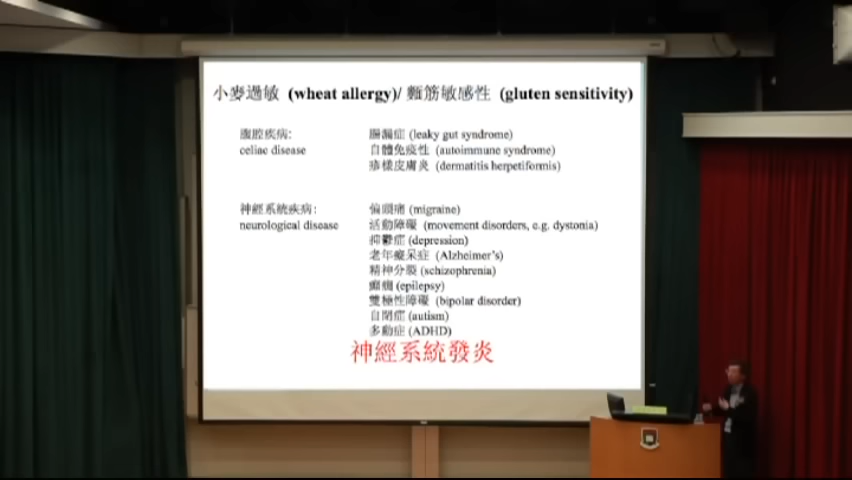 小麥過敏 (wheat allergy)/ 麵筋敏感性 (gluten sensitivity)
腹腔疾病: 腸漏症 (leaky gut syndrome)
celiac disease 自體免疫性 (autoimmune syndrome)
疹樣皮膚炎 (dermatitis herpetiformis)
神經系統疾病: 偏頭痛 (migraine)
neurological disease 活動障礙 (movement disorders, e.g. dystonia)
抑鬱症 (depression)
老年癡呆症 (Alzheimer's)
精神分裂 (schizophrenia)
癲癇 (epilepsy)
雙極性障礙 (bipolar disorder)
自閉症 (autism)
多動症 (ADHD)
神經系統發炎